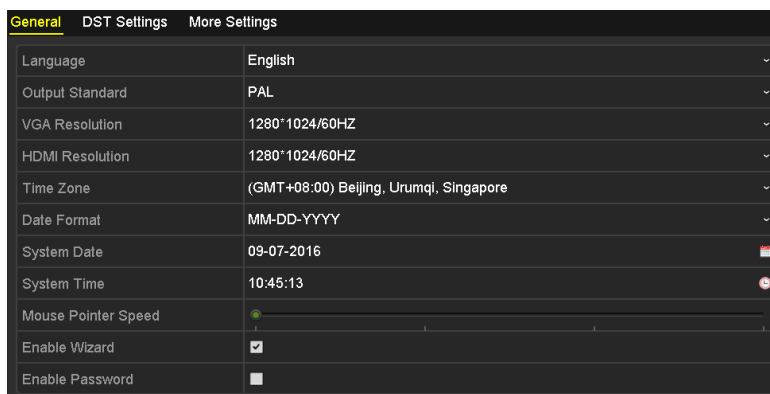 General DST Settings More Settings
Language English
Output Standard PAL
VGA Resolution 1280*1024/60HZ
HDMI Resolution 1280*1024/60HZ
Time Zone (GMT+08:00) Beijing, Urumqi, Singapore
Date Format MM-DD-YYYY
System Date 09-07-2016
System Time 10:45:13
Mouse Pointer Speed
Enable Wizard
Enable Password